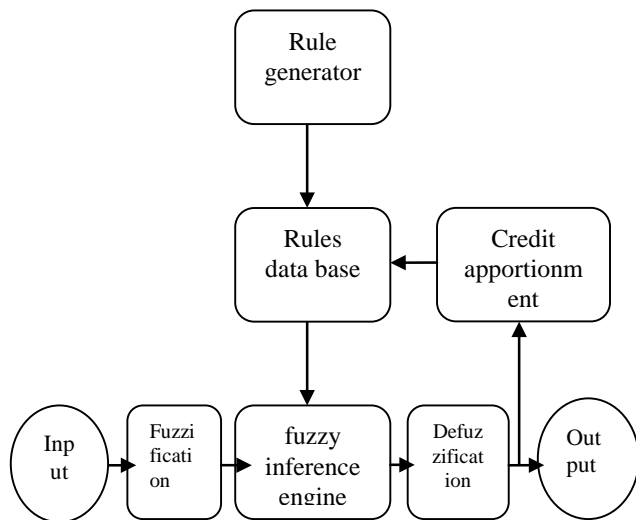 Rule
generator
Rules
data base
Credit
apportionm
ent
Inp
ut
Fuzzi
ficati
on
fuzzy
inference
engine
Defuz
zificat
ion
Out
put